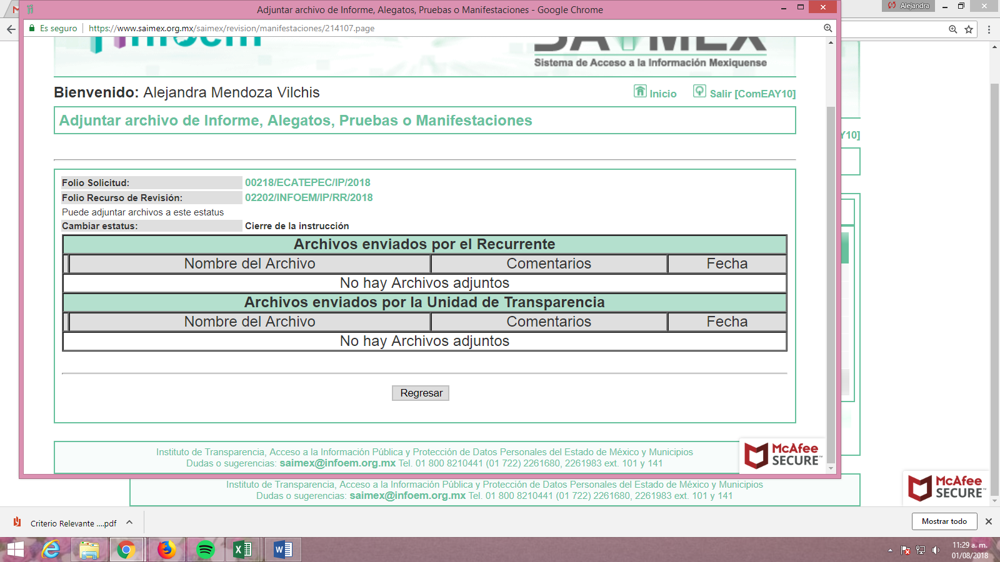 Adjuntar archivo de Informe, Alegatos, Pruebas o Manifestaciones - Google Chrome
Alejandra
Es seguro
https://www.saimex.org.mx/saimex/revision/manifestaciones/214107.page
infoem
SAIMEX
Sistema de Acceso a la Información Mexiquense
Bienvenido: Alejandra Mendoza Vilchis
Inicio
Salir [ComEAY10]
Adjuntar archivo de Informe, Alegatos, Pruebas o Manifestaciones
Y10]
Folio Solicitud: 00218/ECATEPEC/IP/2018
Folio Recurso de Revisión: 02202/INFOEM/IP/RR/2018
Puede adjuntar archivos a este estatus
Cambiar estatus: Cierre de la instrucción
Archivos enviados por el Recurrente
Nombre del Archivo Comentarios Fecha
No hay Archivos adjuntos
Archivos enviados por la Unidad de Transparencia
Nombre del Archivo Comentarios Fecha
No hay Archivos adjuntos
Regresar
Instituto de Transparencia, Acceso a la Información Pública y Protección de Datos Personales del Estado de México y Municipios
Dudas o sugerencias: saimex@infoem.org.mx Tel. 01 800 8210441 (01 722) 2261680, 2261983 ext. 101 y 141
McAfee
SECURE™
Instituto de Transparencia, Acceso a la Información Pública y Protección de Datos Personales del Estado de México y Municipios
Dudas o sugerencias: saimex@infoem.org.mx Tel. 01 800 8210441 (01 722) 2261680, 2261983 ext. 101 y 141
McAfee
SECURE™
Criterio Relevante ....pdf
Mostrar todo
11:29 a. m.
01/08/2018